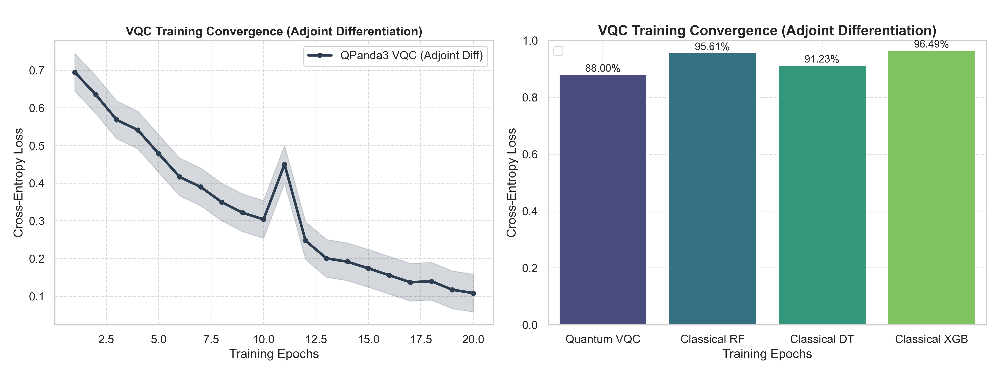 VQC Training Convergence (Adjoint Differentiation)
QPanda3 VQC (Adjoint Diff)
Cross-Entropy Loss
0.7
0.6
0.5
0.4
0.3
0.2
0.1
2.5 5.0 7.5 10.0 12.5 15.0 17.5 20.0
Training Epochs
VQC Training Convergence (Adjoint Differentiation)
Cross-Entropy Loss
1.0
0.8
0.6
0.4
0.2
0.0
88.00%
95.61%
91.23%
96.49%
Quantum VQC Classical RF Classical DT Classical XGB
Training Epochs